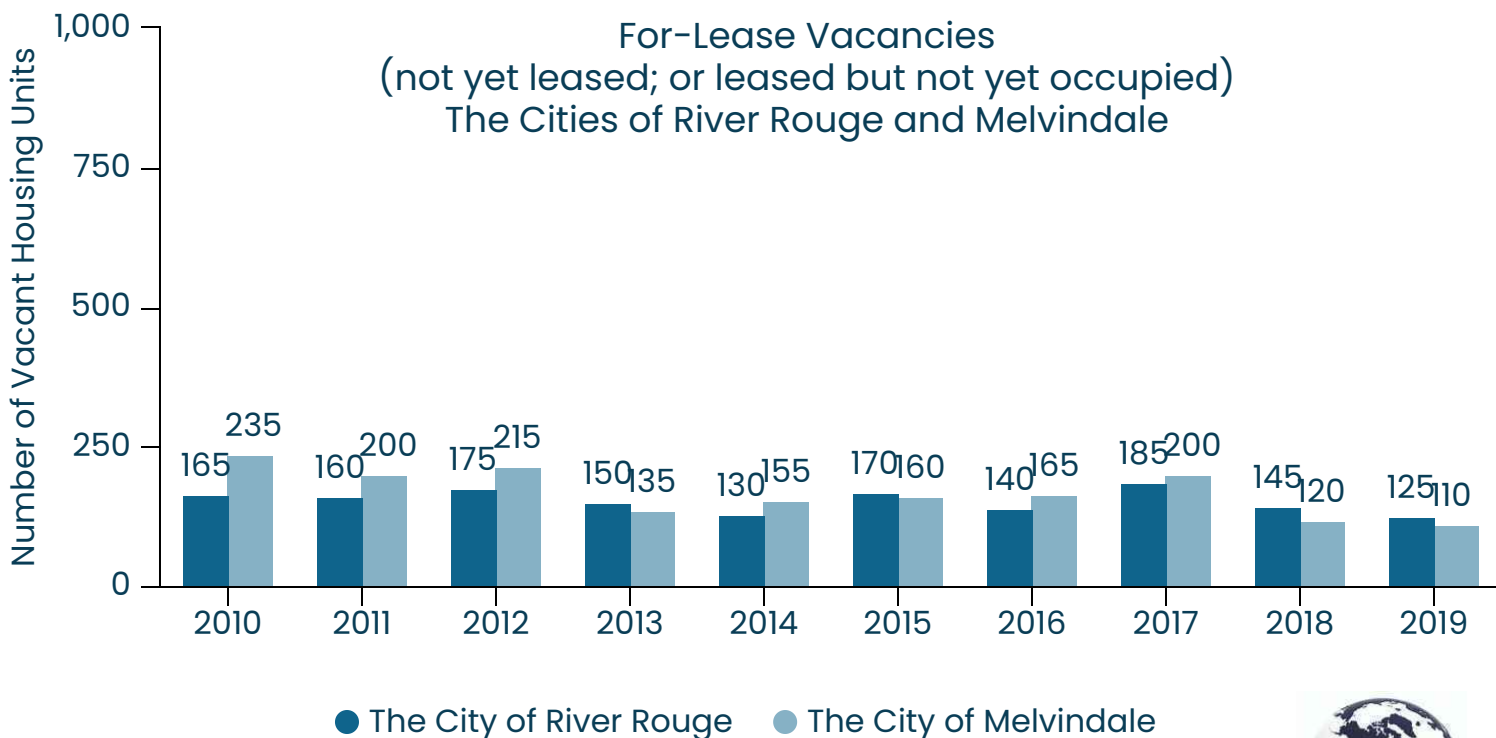 For-Lease Vacancies
(not yet leased; or leased but not yet occupied)
The Cities of River Rouge and Melvindale
Number of Vacant Housing Units
1,000
750
500
250
0
165 235
160 200
175 215
150 135
130 155
170 160
140 165
185 200
145 120
125 110
2010 2011 2012 2013 2014 2015 2016 2017 2018 2019
The City of River Rouge The City of Melvindale